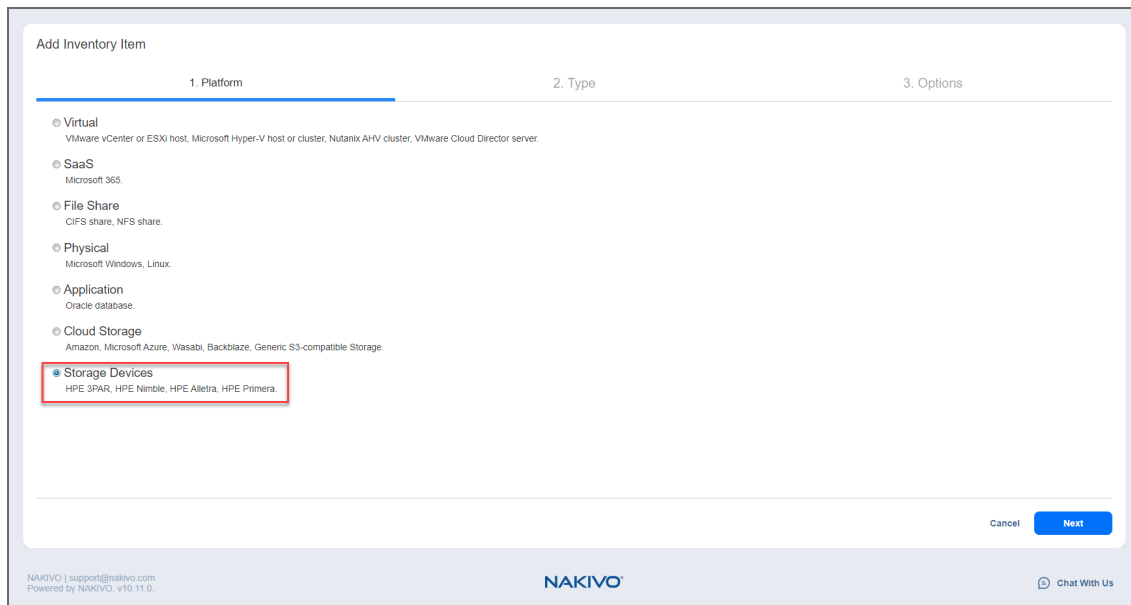 Add Inventory Item
1. Platform
2. Type
3. Options
Virtual
VMware vCenter or ESXi host, Microsoft Hyper-V host or cluster, Nutanix AHV cluster, VMware Cloud Director server.
SaaS
Microsoft 365.
File Share
CIFS share, NFS share.
Physical
Microsoft Windows, Linux.
Application
Oracle database.
Cloud Storage
Amazon, Microsoft Azure, Wasabi, Backblaze, Generic S3-compatible Storage.
Storage Devices
HPE 3PAR, HPE Nimble, HPE Alletra, HPE Primera.
Cancel
Next
NAKIVO | support@nakivo.com
Powered by NAKIVO. v10.11.0.
NAKIVO®
Chat With Us